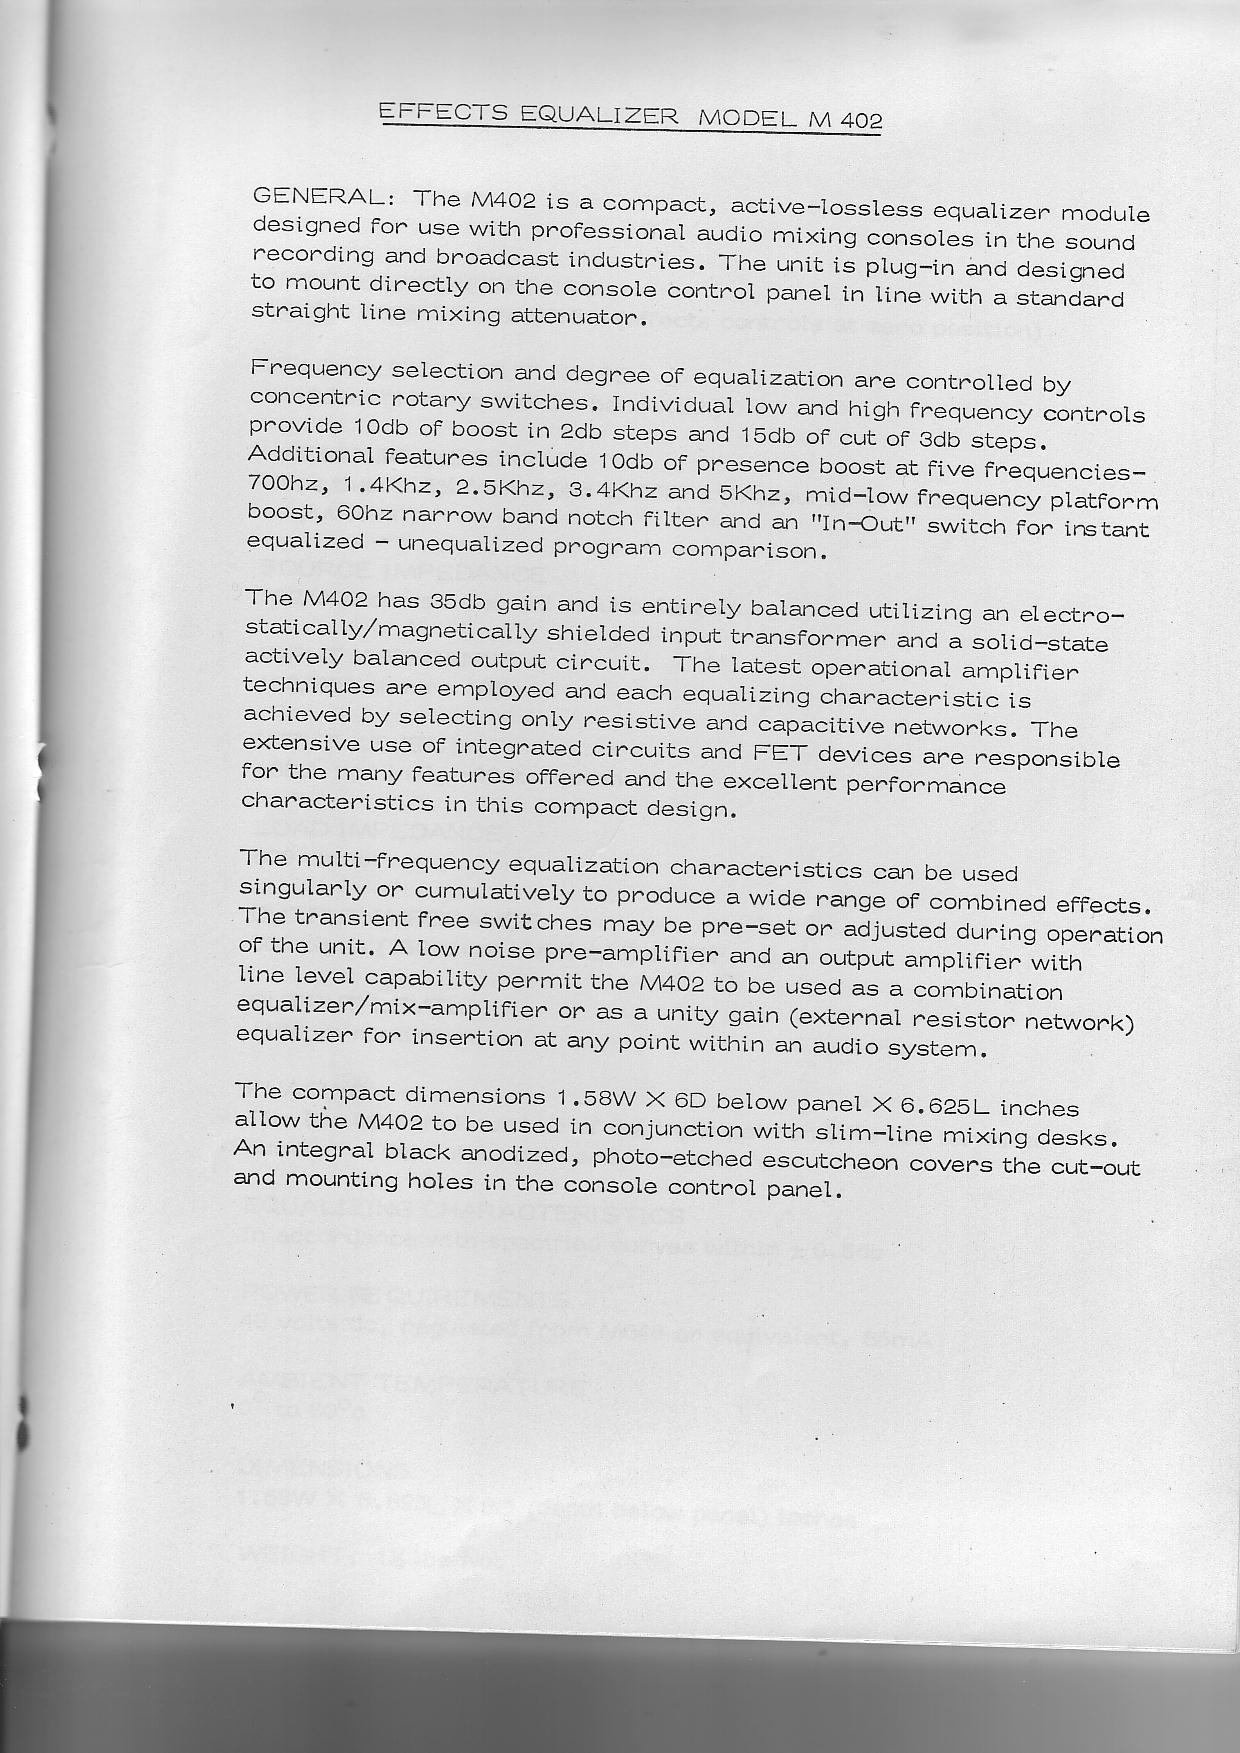 EFFECTS EQUALIZER MODEL M 402
GENERAL: The M402 is a compact, active-lossless equalizer module
designed for use with professional audio mixing consoles in the sound
recording and broadcast industries. The unit is plug-in and designed
to mount directly on the console control panel in line with a standard
straight line mixing attenuator.
Frequency selection and degree of equalization are controlled by
concentric rotary switches. Individual low and high frequency controls
provide 10db of boost in 2db steps and 15db of cut of 3db steps.
Additional features include 10db of presence boost at five frequencies-
700hz, 1.4Khz, 2.5Khz, 3.4Khz and 5Khz, mid-low frequency platform
boost, 60hz narrow band notch filter and an "In-Out" switch for instant
equalized - unequalized program comparison.
The M402 has 35db gain and is entirely balanced utilizing an electro-
statically/magnetically shielded input transformer and a solid-state
actively balanced output circuit. The latest operational amplifier
techniques are employed and each equalizing characteristic is
achieved by selecting only resistive and capacitive networks. The
extensive use of integrated circuits and FET devices are responsible
for the many features offered and the excellent performance
characteristics in this compact design.
The multi-frequency equalization characteristics can be used
singularly or cumulatively to produce a wide range of combined effects.
The transient free switches may be pre-set or adjusted during operation
of the unit. A low noise pre-amplifier and an output amplifier with
line level capability permit the M402 to be used as a combination
equalizer/mix-amplifier or as a unity gain (external resistor network)
equalizer for insertion at any point within an audio system.
The compact dimensions 1.58W X 6D below panel X 6.625L inches
allow the M402 to be used in conjunction with slim-line mixing desks.
An integral black anodized, photo-etched escutcheon covers the cut-out
and mounting holes in the console control panel.